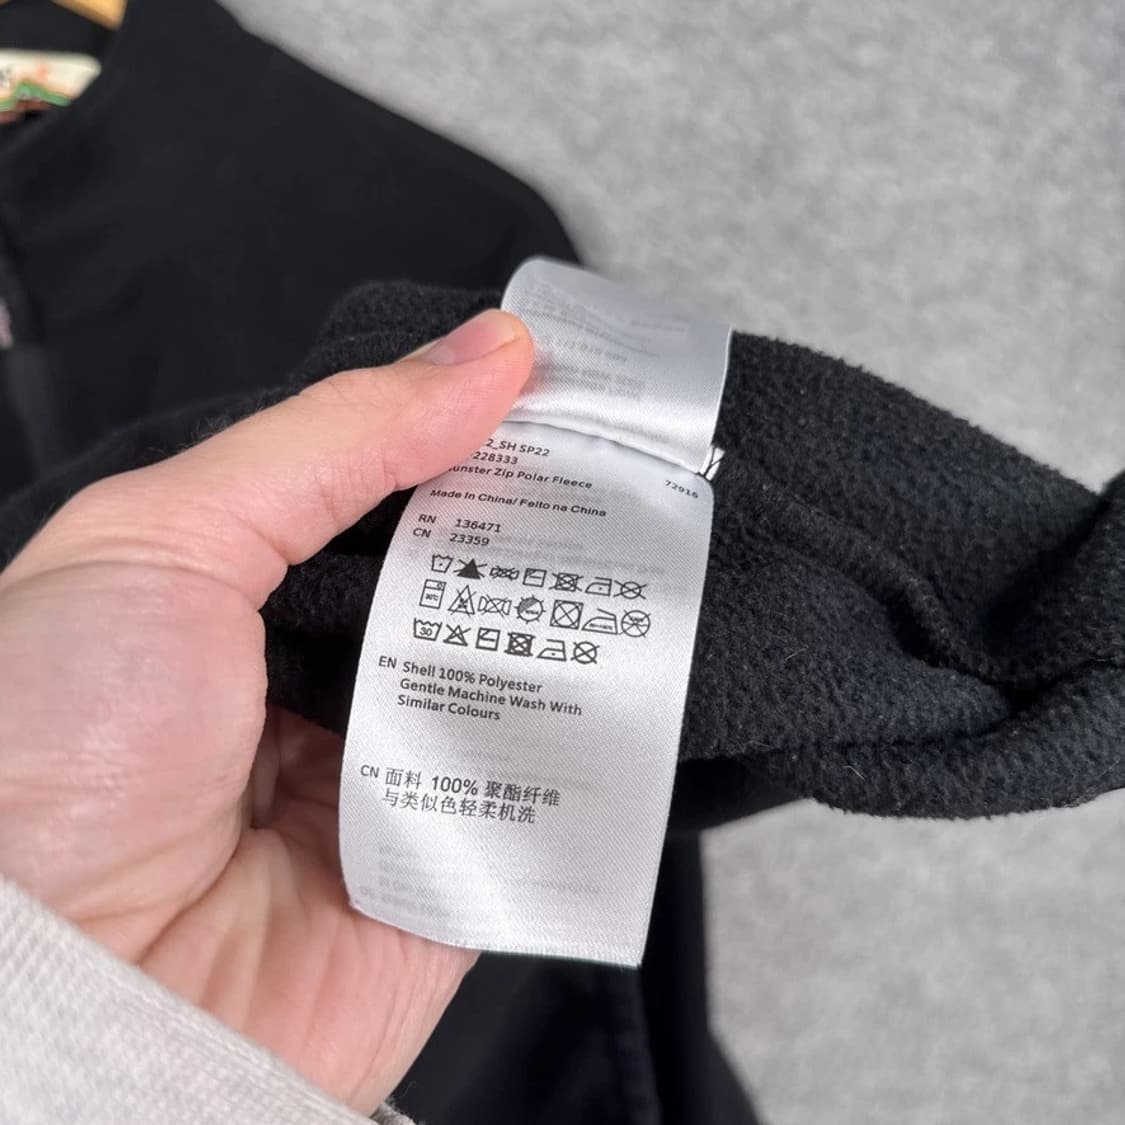 2_SH SP22
228333
unster Zip Polar Fleece
72916
Made In China/ Feito na China
RN 136471
CN 23359
30
EN Shell 100% Polyester
Gentle Machine Wash With
Similar Colours
CN 面料 100% 聚酯纤维
与类似色轻柔机洗